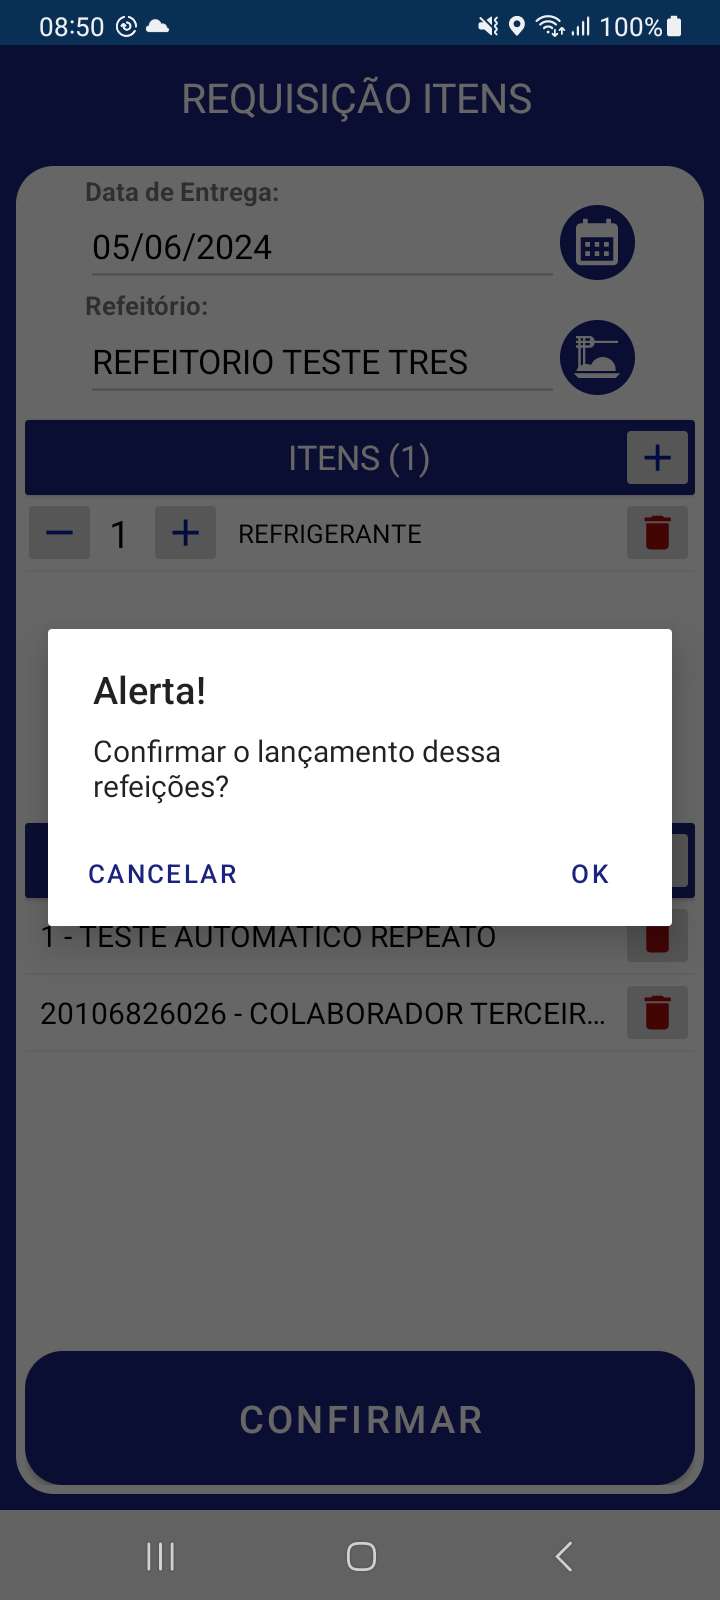 08:50
100%
REQUISIÇÃO ITENS
Data de Entrega:
05/06/2024
Refeitório:
REFEITORIO TESTE TRES
ITENS (1)
1
REFRIGERANTE
Alerta!
Confirmar o lançamento dessa
refeições?
CANCELAR
OK
1 - TESTE AUTOMATICO REPEATO
20106826026 - COLABORADOR TERCEIR...
CONFIRMAR